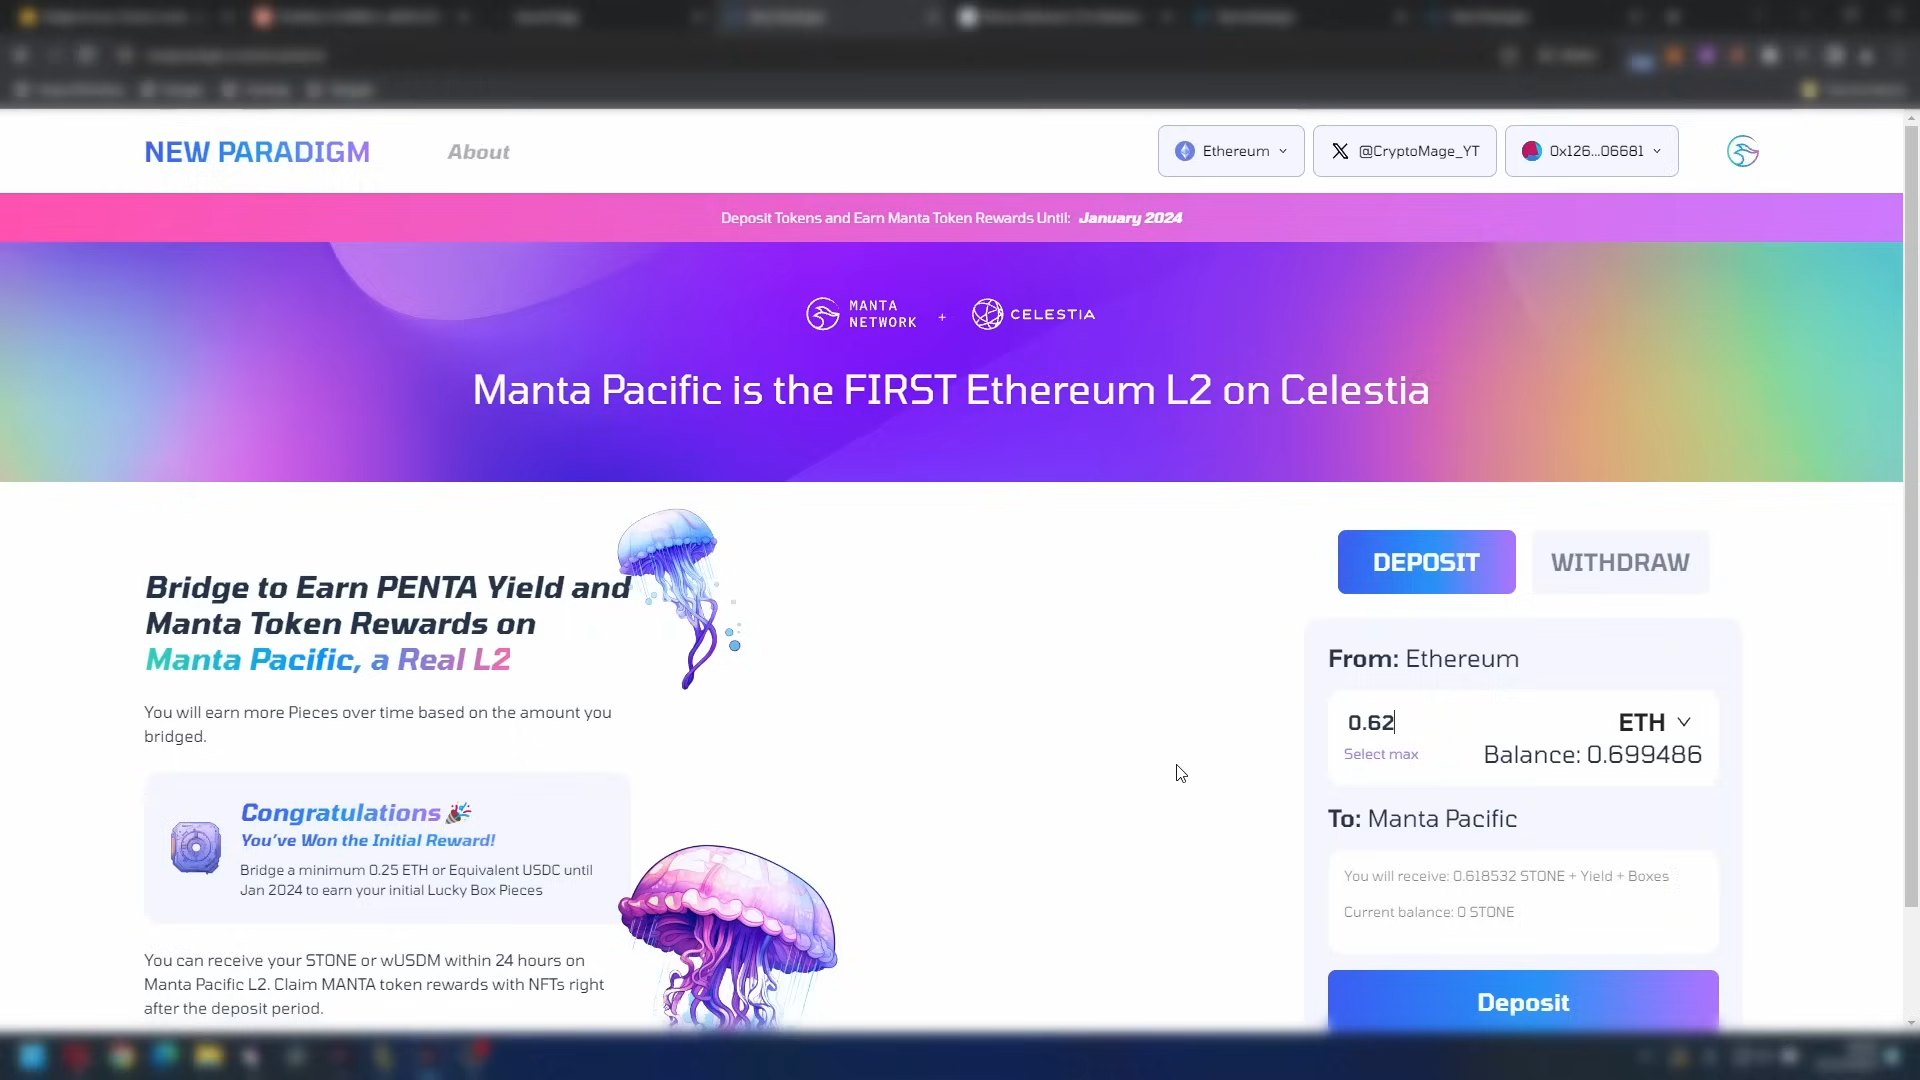 NEW PARADIGM
About
Ethereum
@CryptoMage_YT
0x126...06681
Deposit Tokens and Earn Manta Token Rewards Until: January 2024
MANTA
NETWORK
+
CELESTIA
Manta Pacific is the FIRST Ethereum L2 on Celestia
Bridge to Earn PENTA Yield and
Manta Token Rewards on
Manta Pacific, a Real L2
You will earn more Pieces over time based on the amount you
bridged.
Congratulations
You've Won the Initial Reward!
Bridge a minimum 0.25 ETH or Equivalent USDC until
Jan 2024 to earn your initial Lucky Box Pieces
You can receive your STONE or wUSDM within 24 hours on
Manta Pacific L2. Claim MANTA token rewards with NFTs right
after the deposit period.
DEPOSIT
WITHDRAW
From: Ethereum
0.62
ETH
Select max
Balance: 0.699486
To: Manta Pacific
You will receive: 0.618532 STONE + Yield + Boxes
Current balance: 0 STONE
Deposit